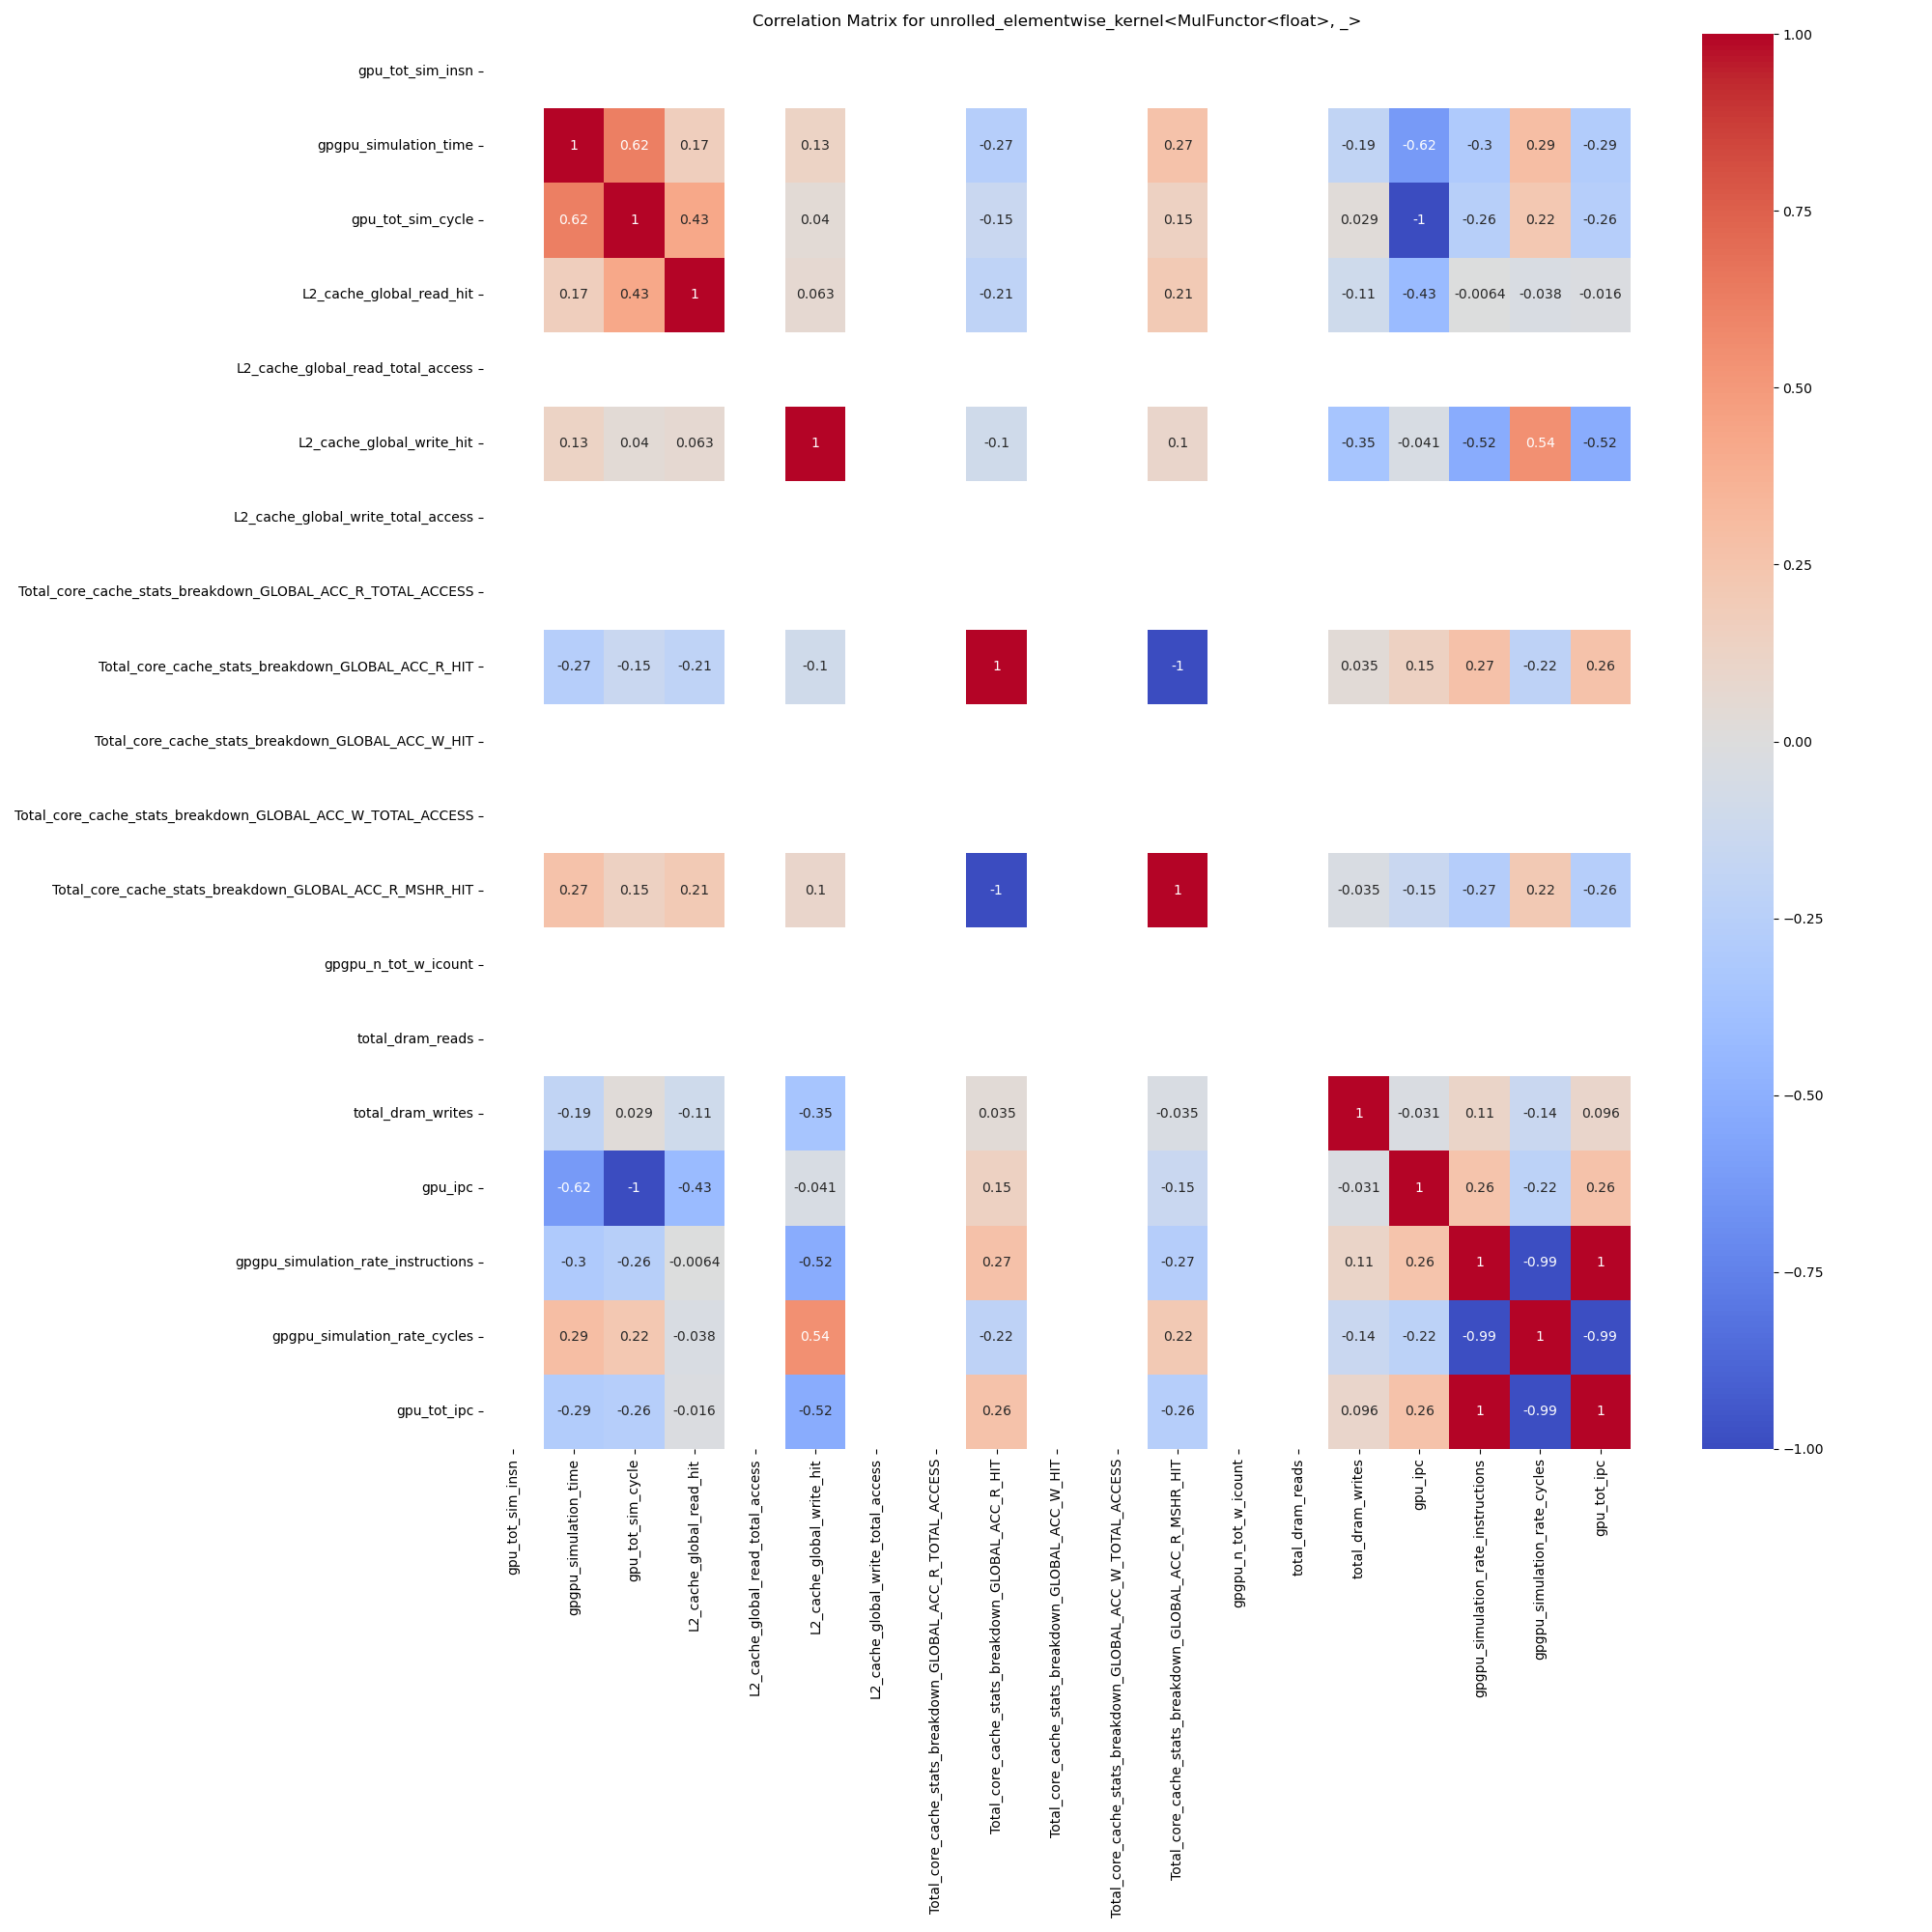 Correlation Matrix for unrolled_elementwise_kernel<MulFunctor<float>, _>
gpu_tot_sim_insn
gpgpu_simulation_time 1 0.62 0.17 0.13 -0.27 0.27 -0.19 -0.62 -0.3 0.29 -0.29
gpu_tot_sim_cycle 0.62 1 0.43 0.04 -0.15 0.15 0.029 -1 -0.26 0.22 -0.26
L2_cache_global_read_hit 0.17 0.43 1 0.063 -0.21 0.21 -0.11 -0.43 -0.0064 -0.038 -0.016
L2_cache_global_read_total_access
L2_cache_global_write_hit 0.13 0.04 0.063 1 -0.1 0.1 -0.35 -0.041 -0.52 0.54 -0.52
L2_cache_global_write_total_access
Total_core_cache_stats_breakdown_GLOBAL_ACC_R_TOTAL_ACCESS
Total_core_cache_stats_breakdown_GLOBAL_ACC_R_HIT -0.27 -0.15 -0.21 -0.1 1 -1 0.035 0.15 0.27 -0.22 0.26
Total_core_cache_stats_breakdown_GLOBAL_ACC_W_HIT
Total_core_cache_stats_breakdown_GLOBAL_ACC_W_TOTAL_ACCESS
Total_core_cache_stats_breakdown_GLOBAL_ACC_R_MSHR_HIT 0.27 0.15 0.21 0.1 -1 1 -0.035 -0.15 -0.27 0.22 -0.26
gpgpu_n_tot_w_icount
total_dram_reads
total_dram_writes -0.19 0.029 -0.11 -0.35 0.035 -0.035 1 -0.031 0.11 -0.14 0.096
gpu_ipc -0.62 -1 -0.43 -0.041 0.15 -0.15 -0.031 1 0.26 -0.22 0.26
gpgpu_simulation_rate_instructions -0.3 -0.26 -0.0064 -0.52 0.27 -0.27 0.11 0.26 1 -0.99 1
gpgpu_simulation_rate_cycles 0.29 0.22 -0.038 0.54 -0.22 0.22 -0.14 -0.22 -0.99 1 -0.99
gpu_tot_ipc -0.29 -0.26 -0.016 -0.52 0.26 -0.26 0.096 0.26 1 -0.99 1
gpu_tot_sim_insn
gpgpu_simulation_time
gpu_tot_sim_cycle
L2_cache_global_read_hit
L2_cache_global_read_total_access
L2_cache_global_write_hit
L2_cache_global_write_total_access
Total_core_cache_stats_breakdown_GLOBAL_ACC_R_TOTAL_ACCESS
Total_core_cache_stats_breakdown_GLOBAL_ACC_R_HIT
Total_core_cache_stats_breakdown_GLOBAL_ACC_W_HIT
Total_core_cache_stats_breakdown_GLOBAL_ACC_W_TOTAL_ACCESS
Total_core_cache_stats_breakdown_GLOBAL_ACC_R_MSHR_HIT
gpgpu_n_tot_w_icount
total_dram_reads
total_dram_writes
gpu_ipc
gpgpu_simulation_rate_instructions
gpgpu_simulation_rate_cycles
gpu_tot_ipc
1.00
0.75
0.50
0.25
0.00
−0.25
−0.50
−0.75
−1.00